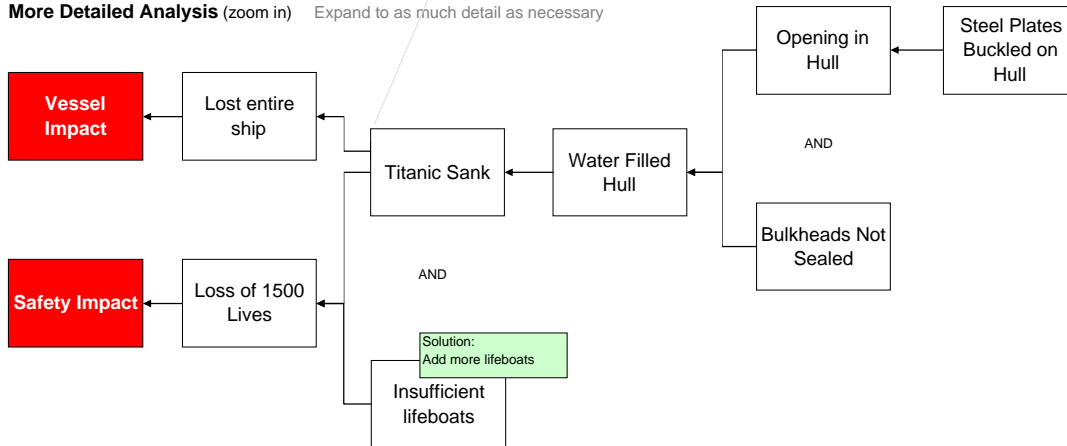 More Detailed Analysis (zoom in) Expand to as much detail as necessary
Opening in
Hull
Steel Plates
Buckled on
Hull
Vessel
Impact
Lost entire
ship
Titanic Sank
Water Filled
Hull
AND
Bulkheads Not
Sealed
AND
Safety Impact
Loss of 1500
Lives
Solution:
Add more lifeboats
Insufficient
lifeboats